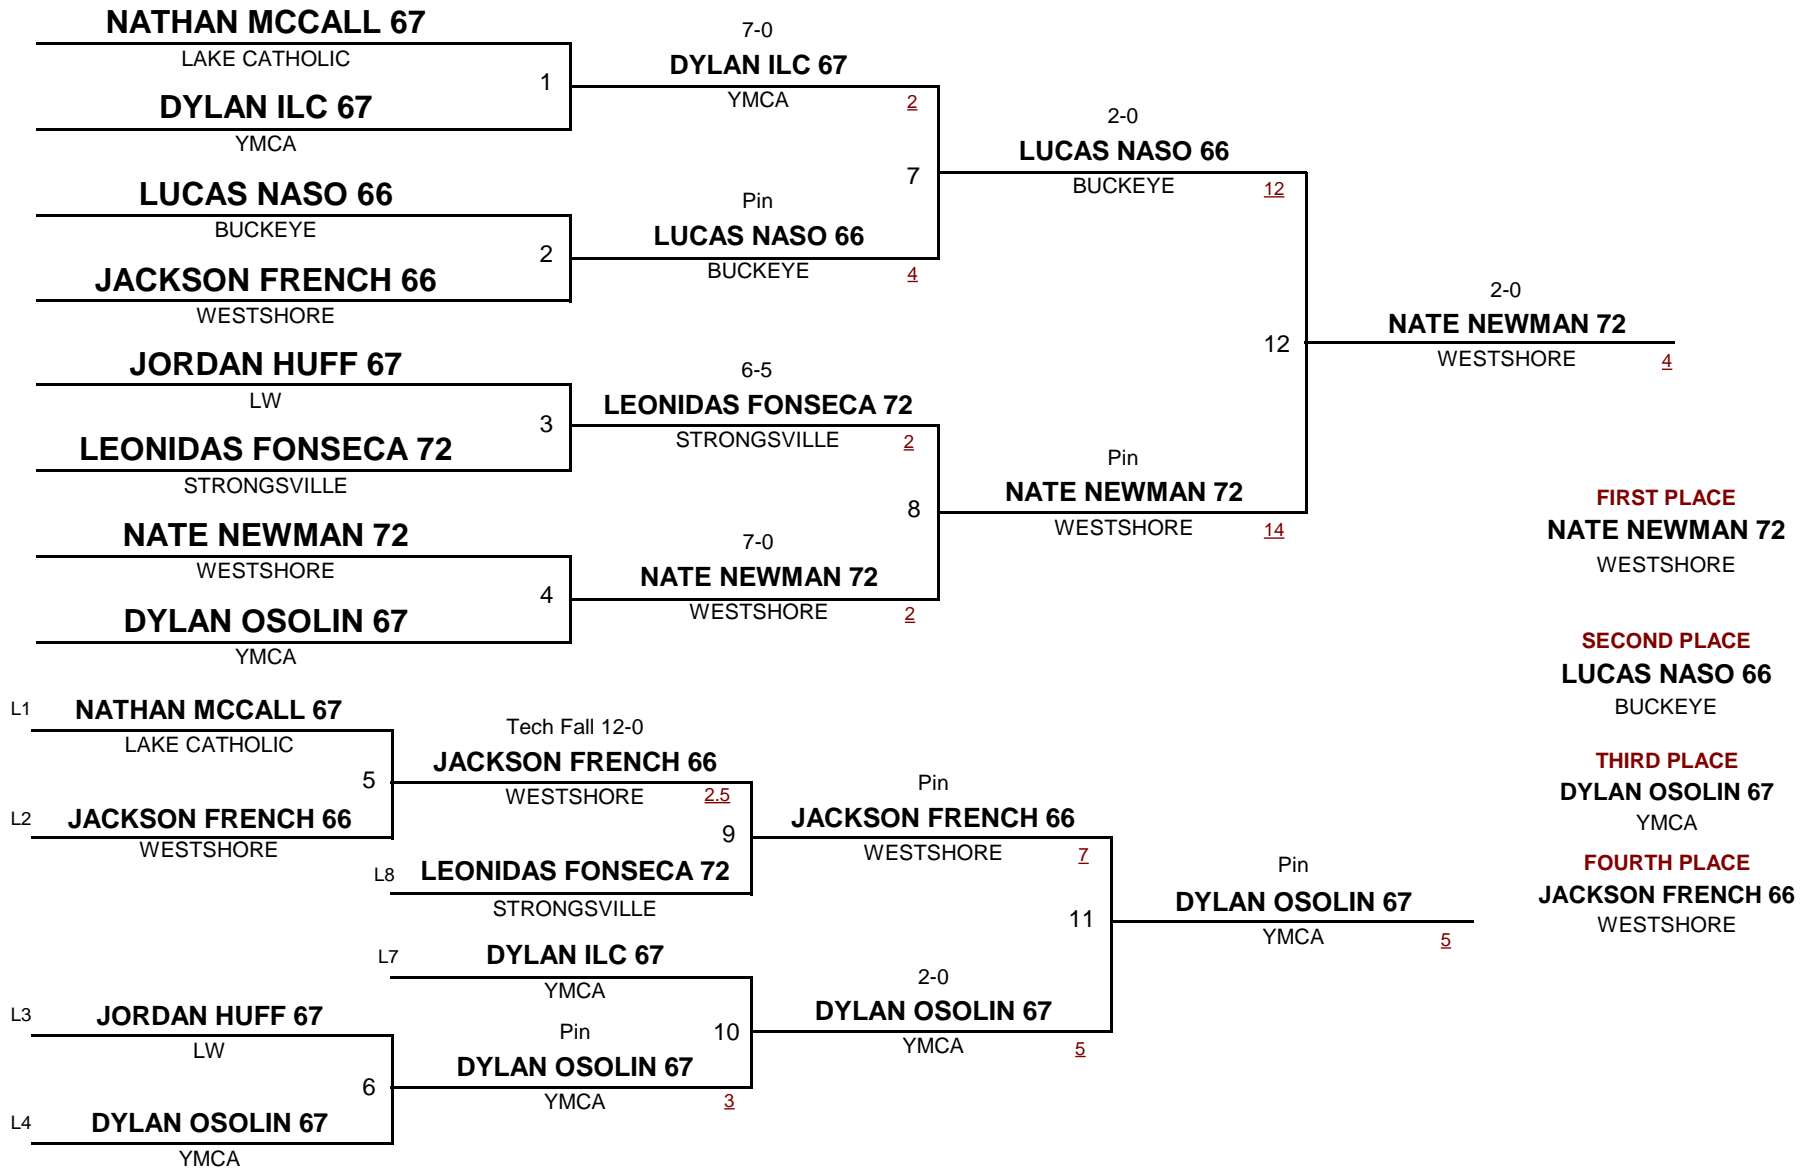 NATHAN MCCALL 67
LAKE CATHOLIC
1
DYLAN ILC 67
YMCA
LUCAS NASO 66
BUCKEYE
2
JACKSON FRENCH 66
WESTSHORE
JORDAN HUFF 67
LW
3
LEONIDAS FONSECA 72
STRONGSVILLE
NATE NEWMAN 72
WESTSHORE
4
DYLAN OSOLIN 67
YMCA
7-0
DYLAN ILC 67
YMCA 2
7
Pin
LUCAS NASO 66
BUCKEYE 4
6-5
LEONIDAS FONSECA 72
STRONGSVILLE 2
8
7-0
NATE NEWMAN 72
WESTSHORE 2
2-0
LUCAS NASO 66
BUCKEYE 12
12
Pin
NATE NEWMAN 72
WESTSHORE 14
2-0
NATE NEWMAN 72
WESTSHORE 4
FIRST PLACE
NATE NEWMAN 72
WESTSHORE
SECOND PLACE
LUCAS NASO 66
BUCKEYE
THIRD PLACE
DYLAN OSOLIN 67
YMCA
FOURTH PLACE
JACKSON FRENCH 66
WESTSHORE
L1 NATHAN MCCALL 67
LAKE CATHOLIC
5
L2 JACKSON FRENCH 66
WESTSHORE
L3 JORDAN HUFF 67
LW
6
L4 DYLAN OSOLIN 67
YMCA
Tech Fall 12-0
JACKSON FRENCH 66
WESTSHORE 2.5
9
L8 LEONIDAS FONSECA 72
STRONGSVILLE
L7 DYLAN ILC 67
YMCA
10
Pin
DYLAN OSOLIN 67
YMCA 3
Pin
JACKSON FRENCH 66
WESTSHORE 7
11
2-0
DYLAN OSOLIN 67
YMCA 5
Pin
DYLAN OSOLIN 67
YMCA 5